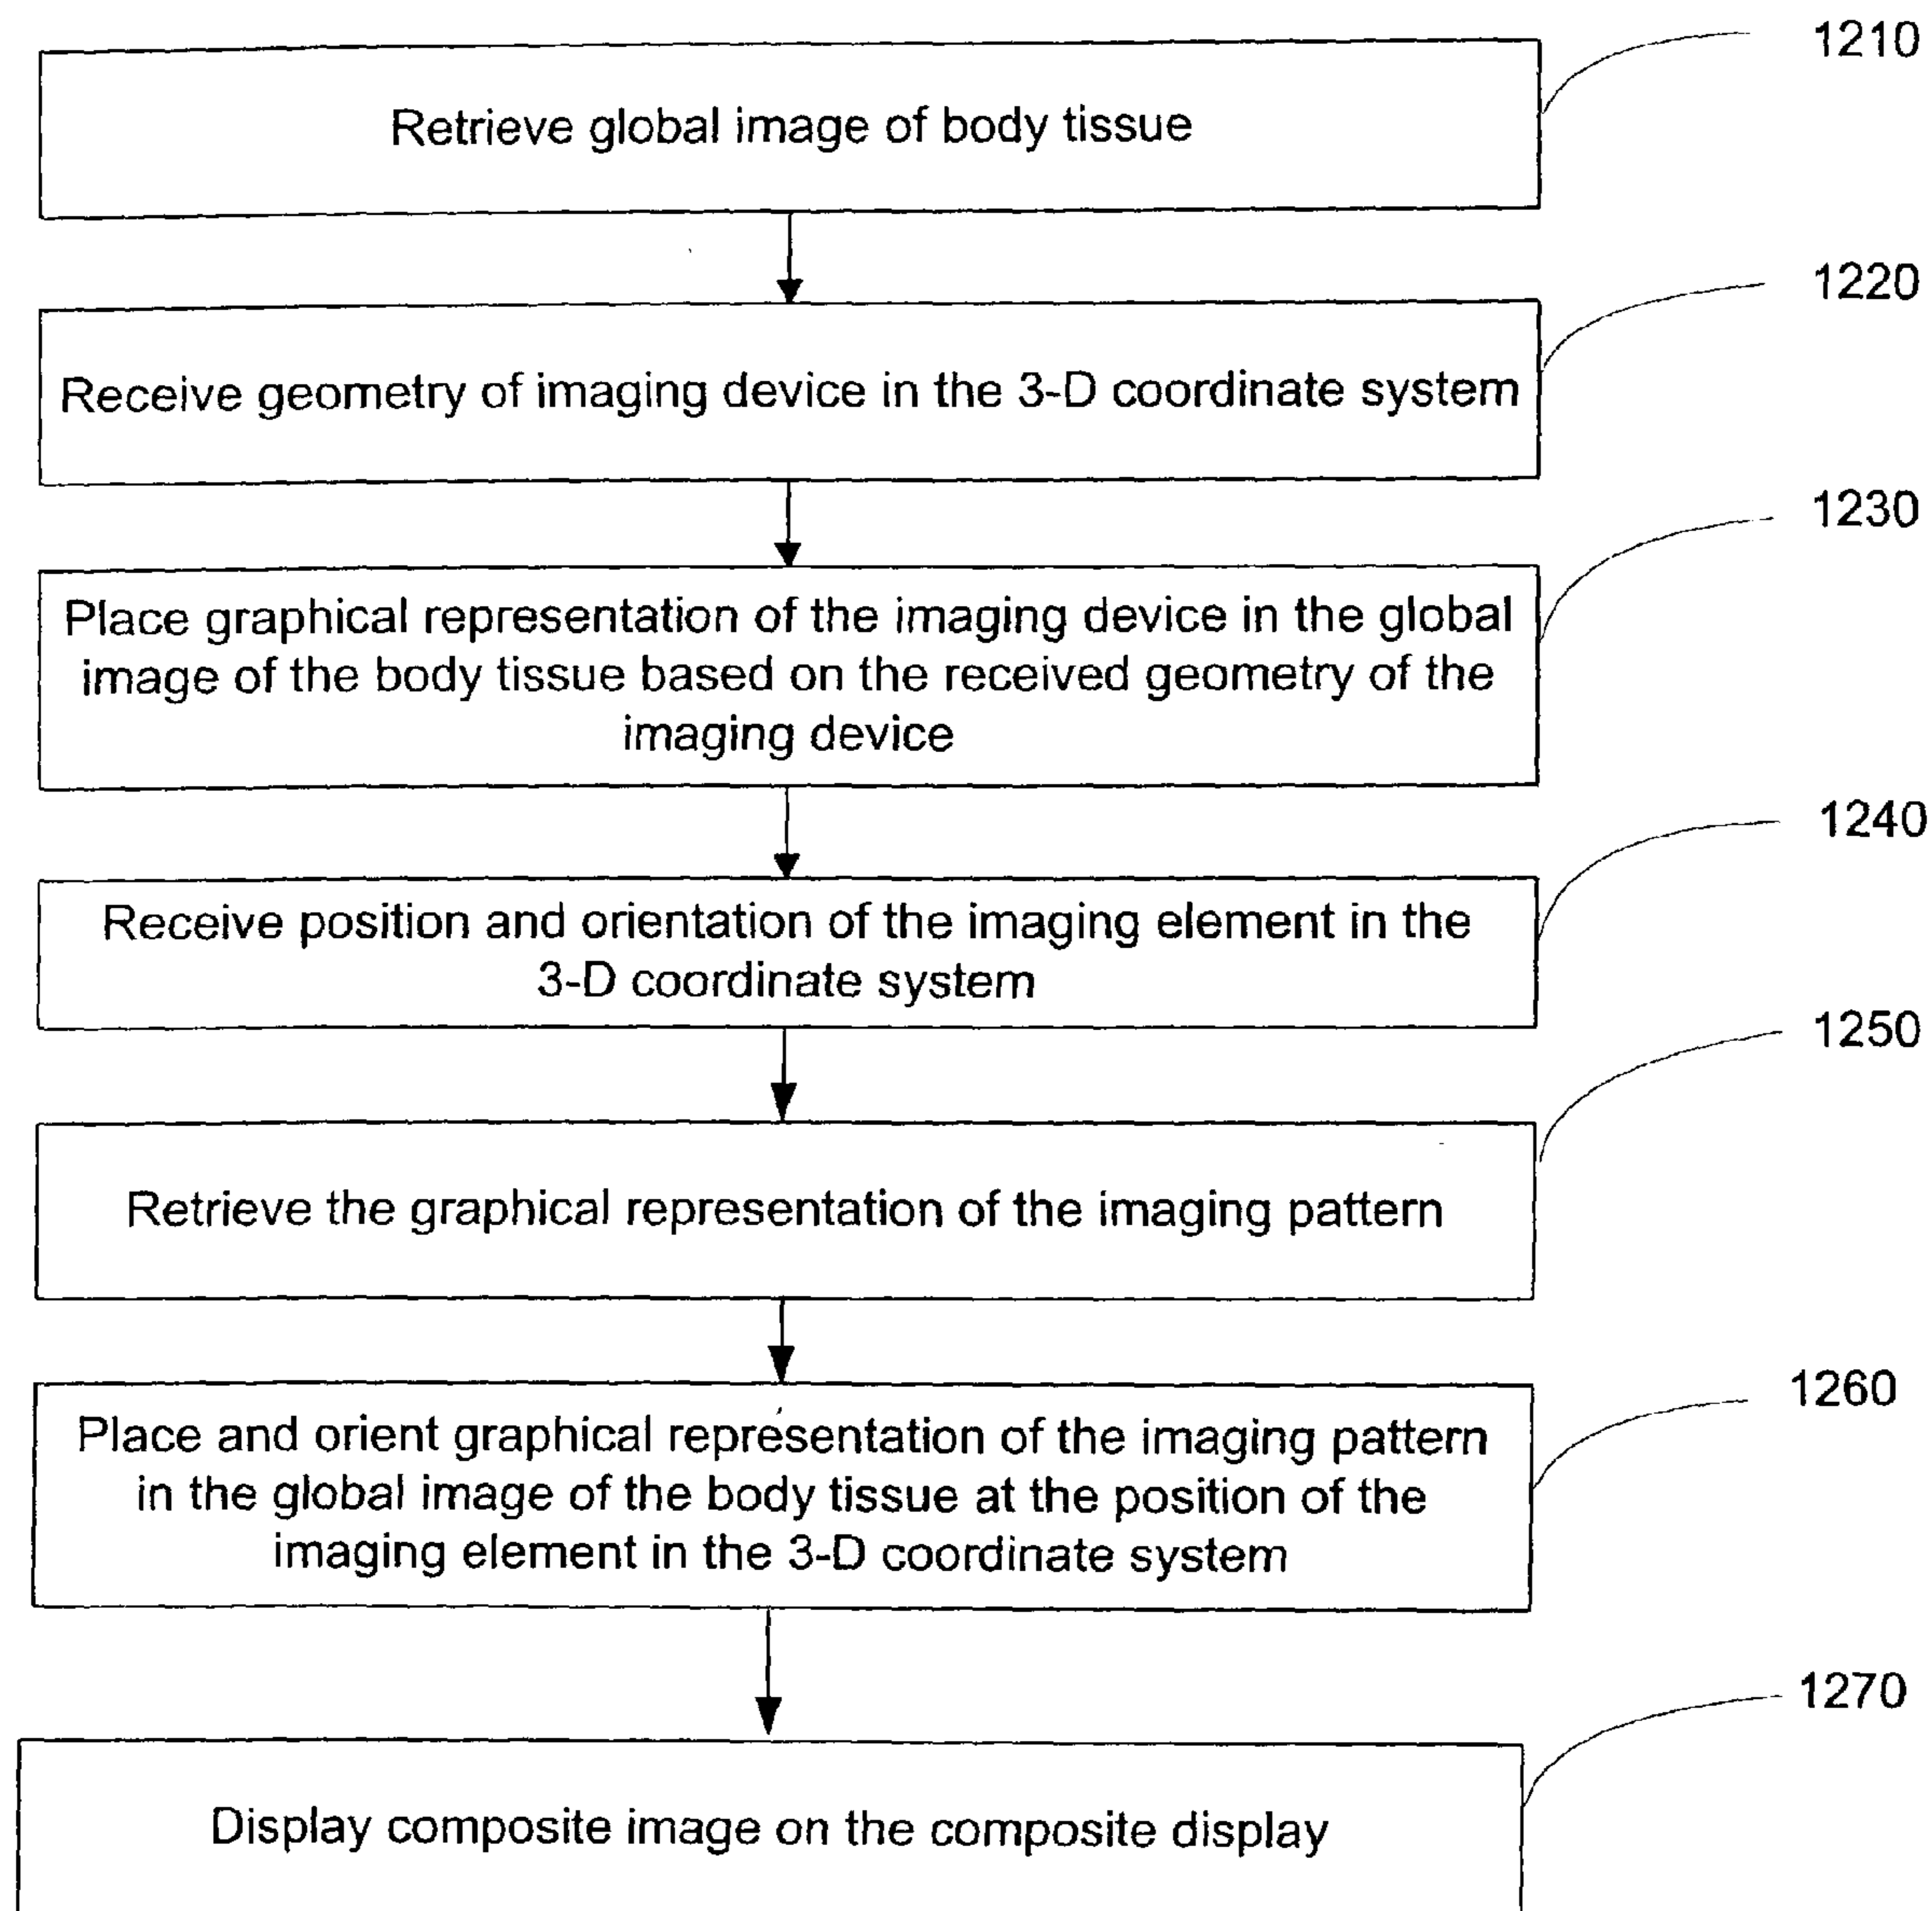 1210
Retrieve global image of body tissue
1220
Receive geometry of imaging device in the 3-D coordinate system
1230
Place graphical representation of the imaging device in the global
image of the body tissue based on the received geometry of the
imaging device
1240
Receive position and orientation of the imaging element in the
3-D coordinate system
1250
Retrieve the graphical representation of the imaging pattern
1260
Place and orient graphical representation of the imaging pattern
in the global image of the body tissue at the position of the
imaging element in the 3-D coordinate system
1270
Display composite image on the composite display